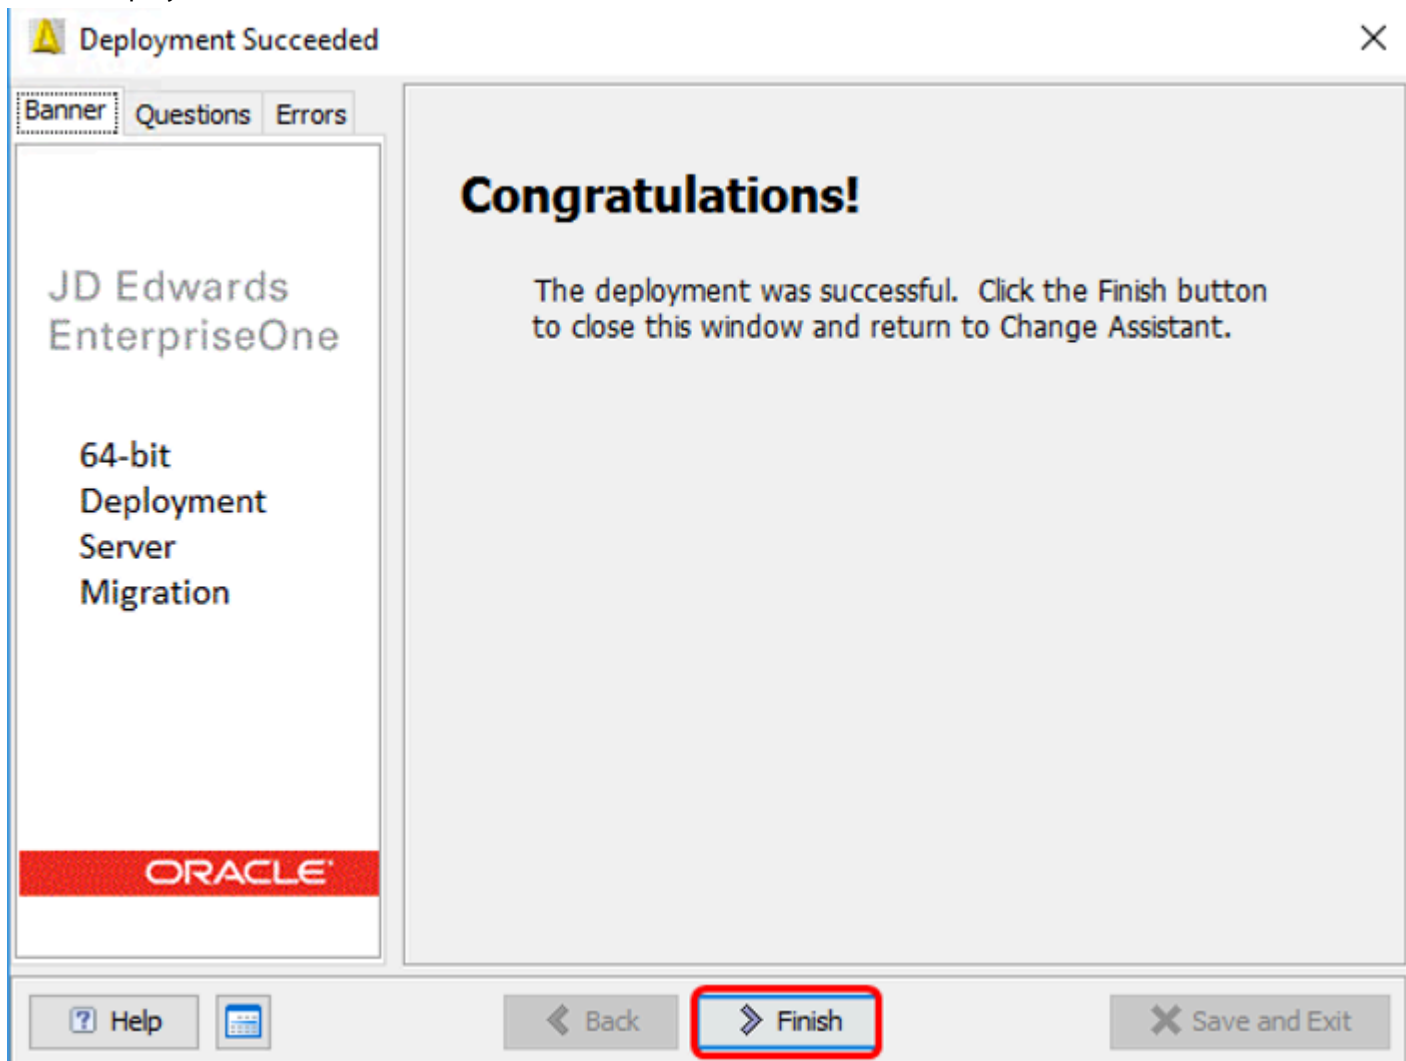 Deployment Succeeded
Banner Questions Errors
JD Edwards
EnterpriseOne
64-bit
Deployment
Server
Migration
ORACLE
Congratulations!
The deployment was successful. Click the Finish button
to close this window and return to Change Assistant.
Help Back Finish Save and Exit